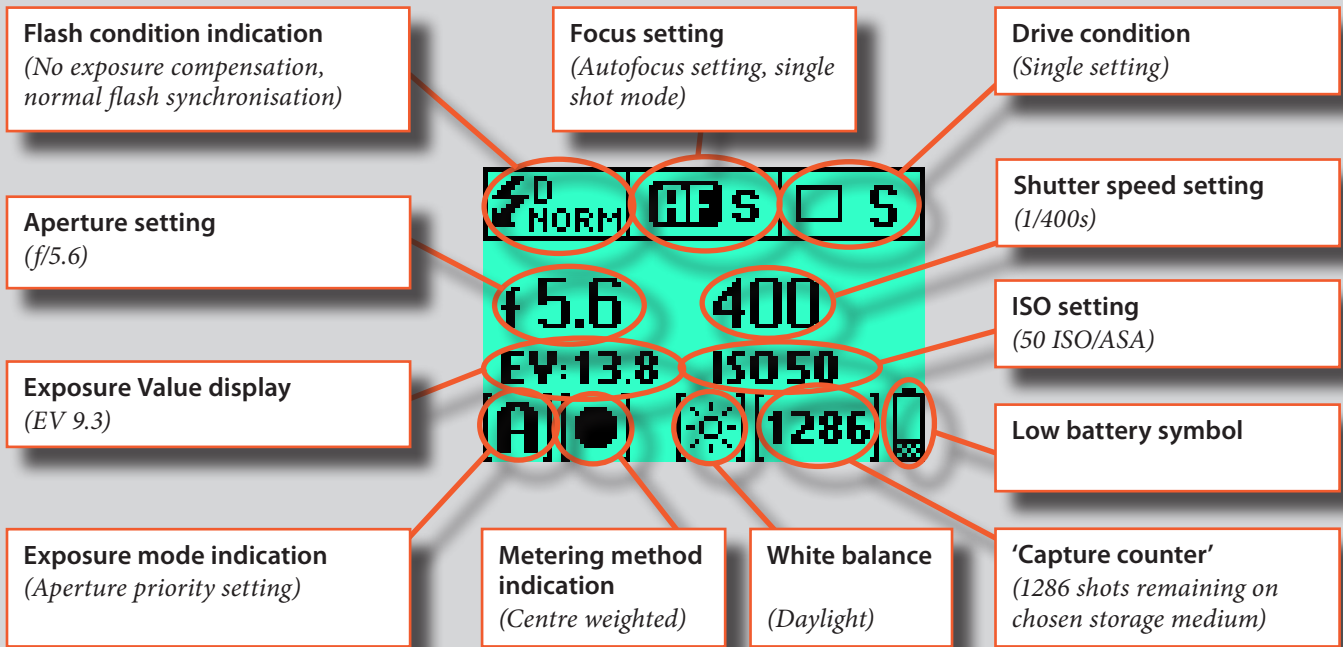 Flash condition indication
(No exposure compensation,
normal flash synchronisation)
Focus setting
(Autofocus setting, single
shot mode)
Drive condition
(Single setting)
Aperture setting
(f/5.6)
Shutter speed setting
(1/400s)
Exposure Value display
(EV 9.3)
ISO setting
(50 ISO/ASA)
Low battery symbol
D
NORM
AF S
S
f 5.6
400
EV:13.8
ISO 50
[A]
[1286]
Exposure mode indication
(Aperture priority setting)
Metering method
indication
(Centre weighted)
White balance
(Daylight)
'Capture counter'
(1286 shots remaining on
chosen storage medium)